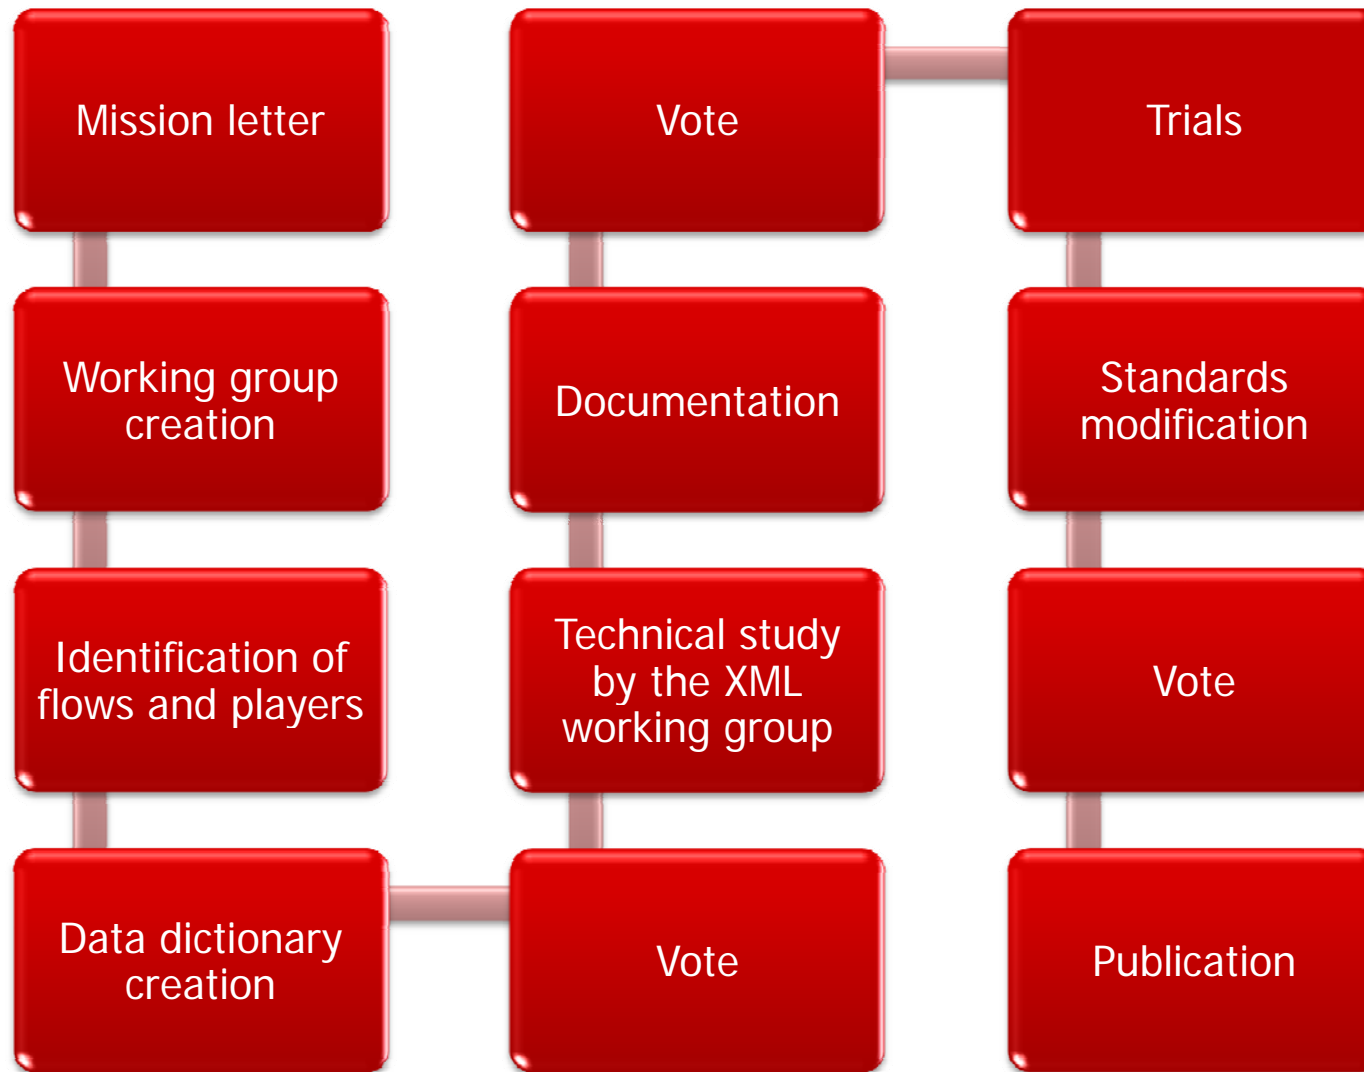 Mission letter
Working group
creation
Identification of
flows and players
Data dictionary
creation
Vote
Technical study
by the XML
working group
Documentation
Vote
Trials
Standards
modification
Vote
Publication